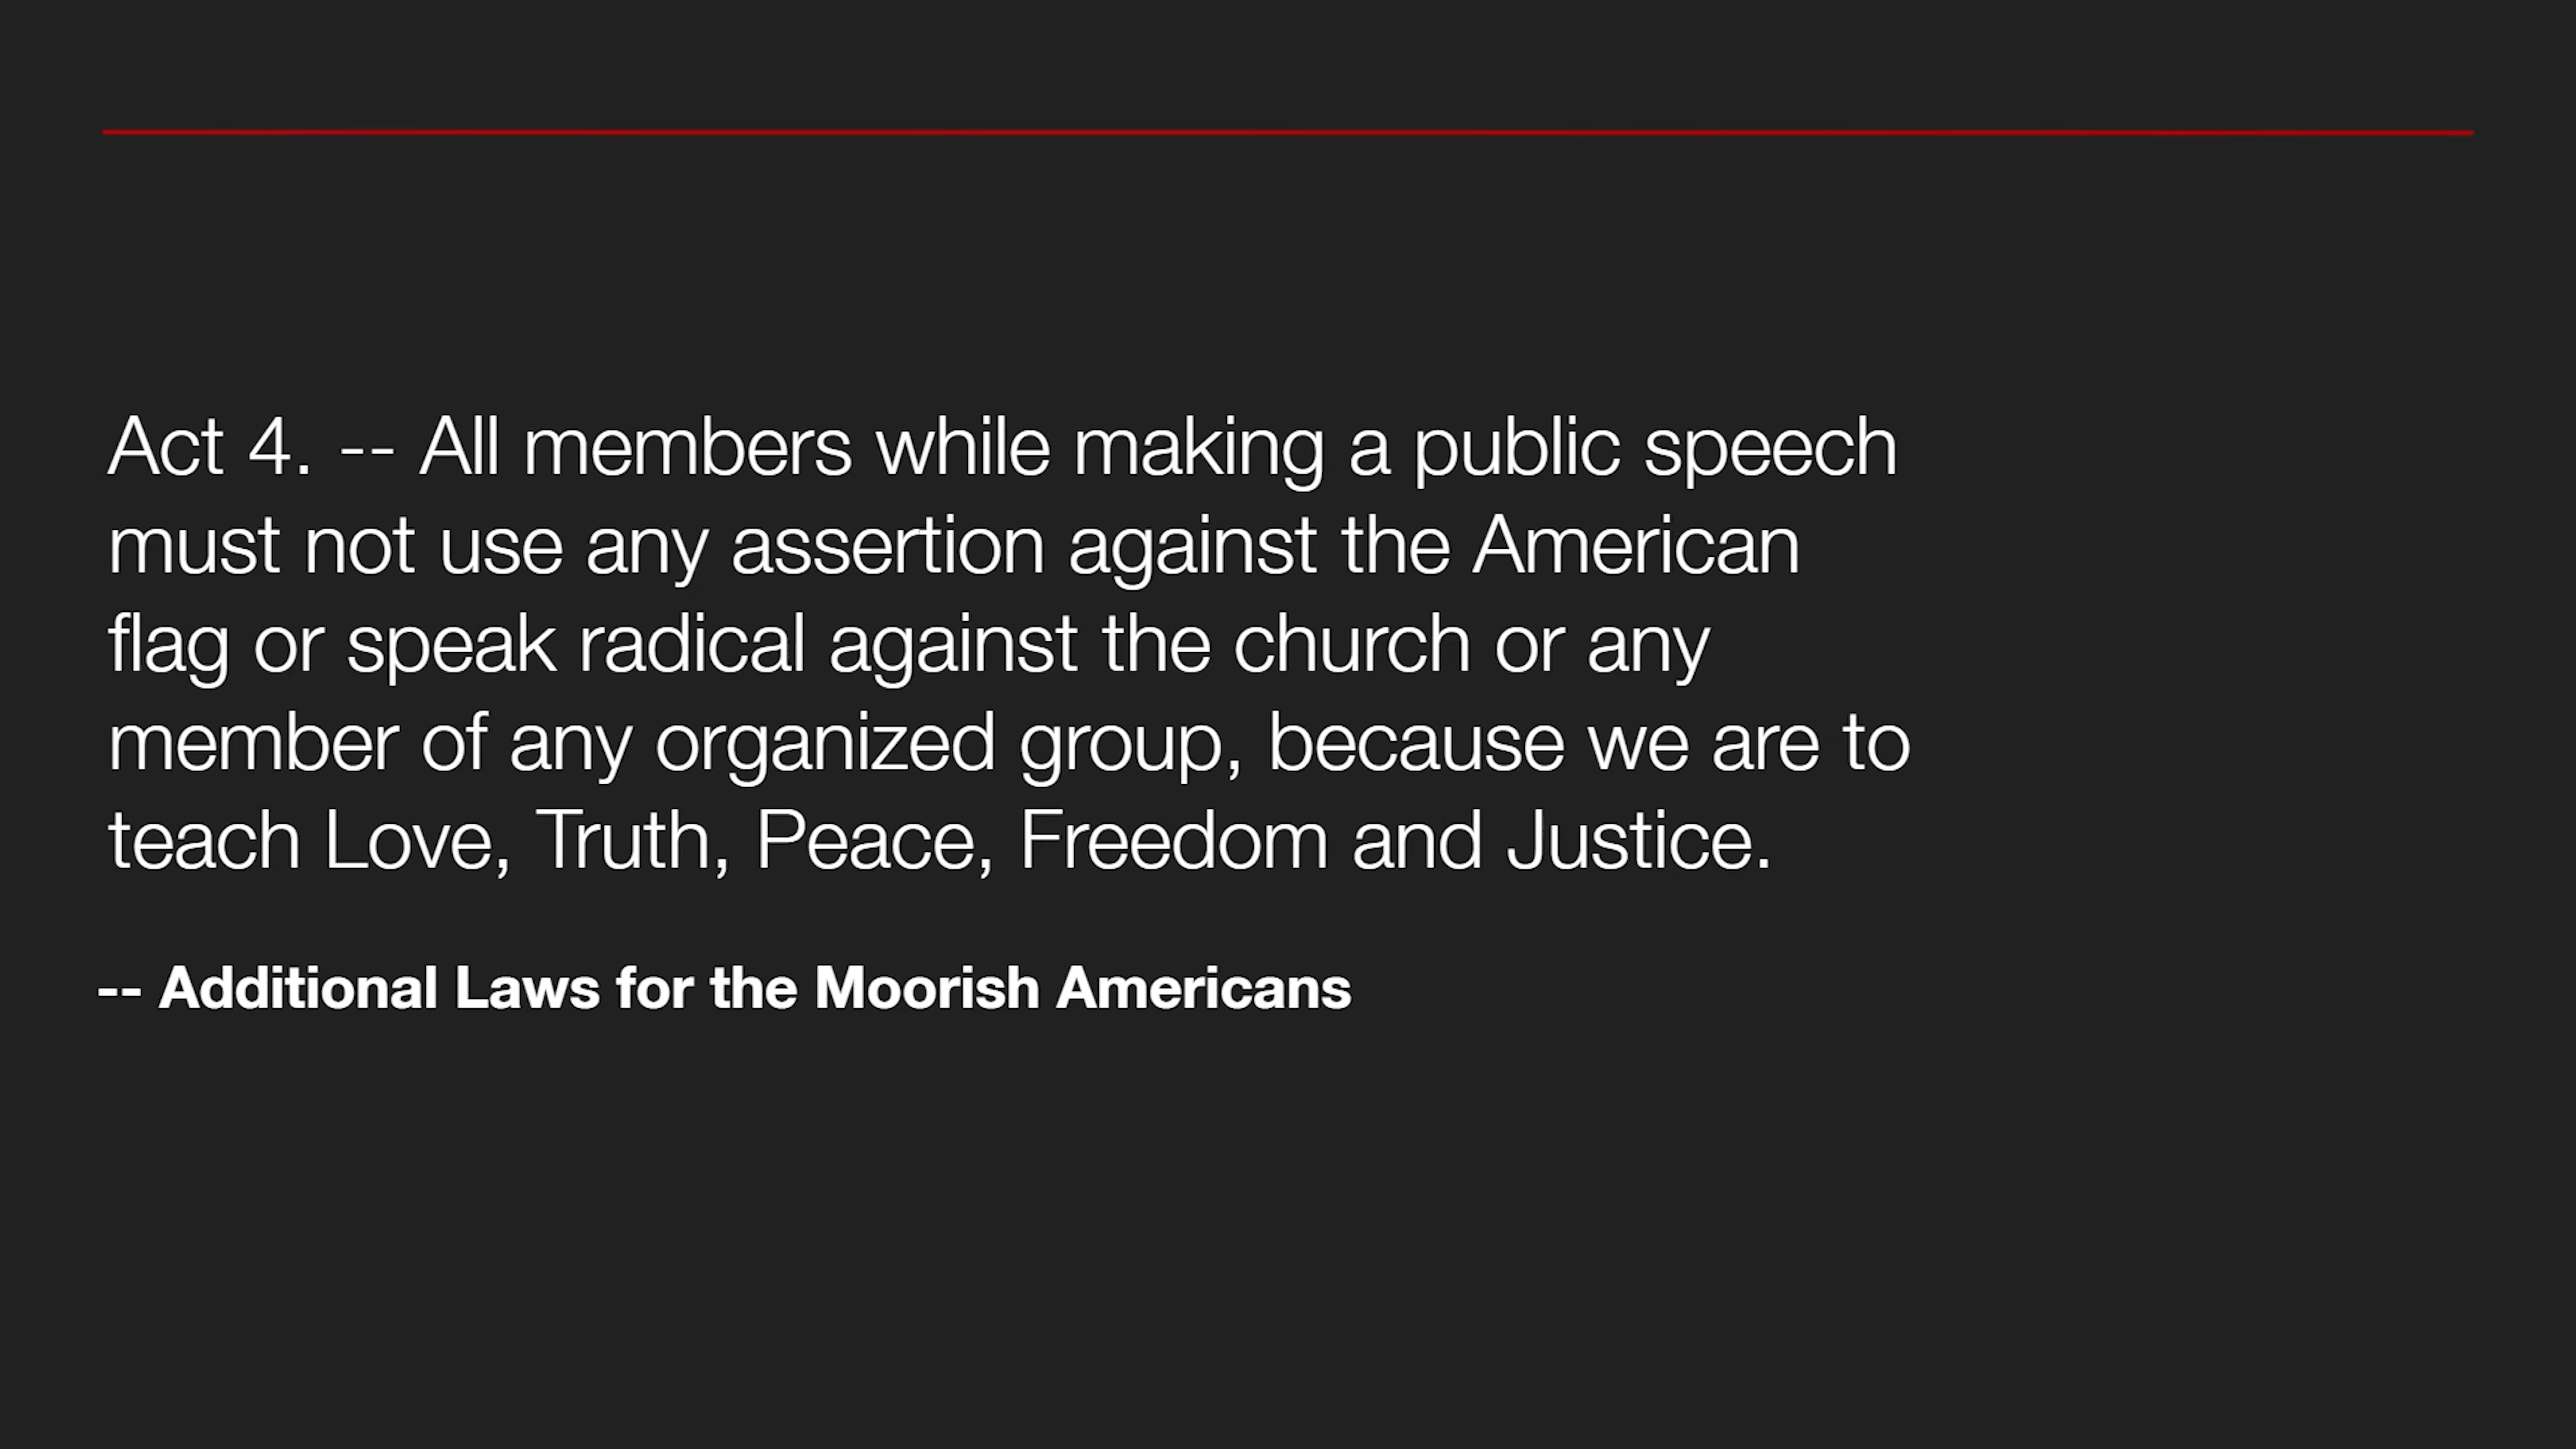 Act 4. -- All members while making a public speech
must not use any assertion against the American
flag or speak radical against the church or any
member of any organized group, because we are to
teach Love, Truth, Peace, Freedom and Justice.
-- Additional Laws for the Moorish Americans